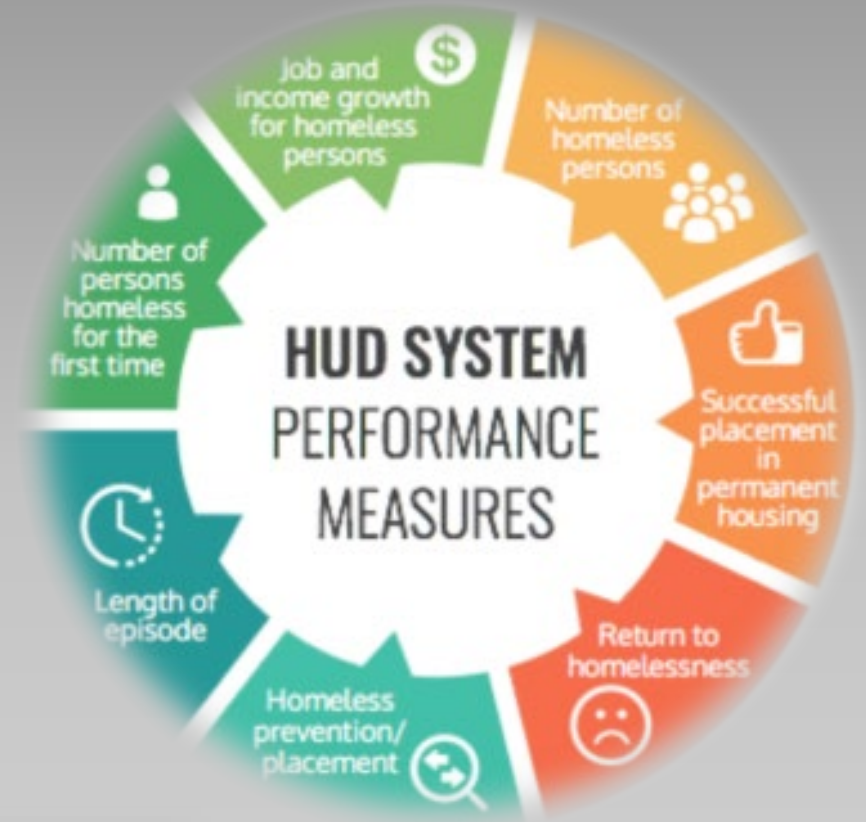 HUD SYSTEM
PERFORMANCE
MEASURES
Job and
income growth
for homeless
persons
$
Number of
homeless
persons
Successful
placement
in
permanent
housing
Return to
homelessness
Homeless
prevention/
placement
Length of
episode
Number of
persons
homeless
for the
first time